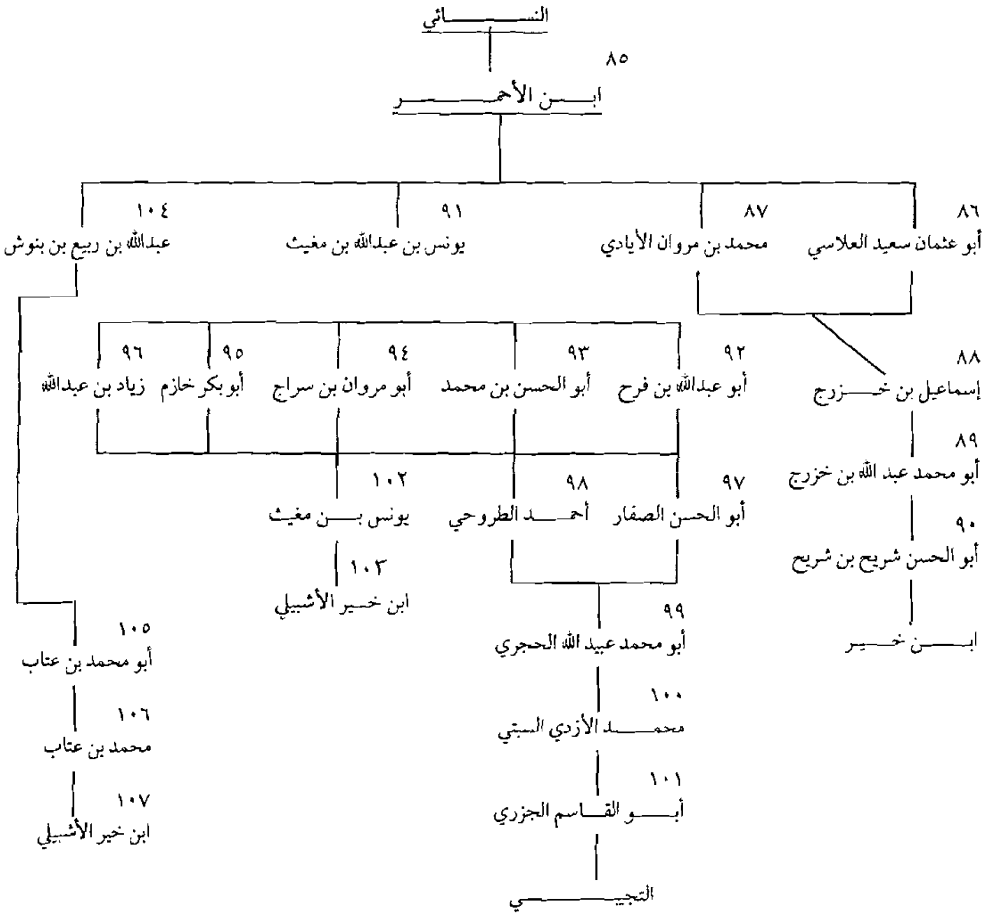 النسائي
٨٥
ابن الأحمر
٨٦
أبو عثمان سعيد العلاسي
٨٧
محمد بن مروان الأيادي
٩١
يونس بن عبدالله بن مغيث
١٠٤
عبدالله بن ربيع بن بنوش
٨٨
إسماعيل بن خزرج
٨٩
أبو محمد عبد الله بن خزرج
٩٠
أبو الحسن شريح بن شريح
ابن خير
٩٢
أبو عبدالله بن فرح
٩٣
أبو الحسن بن محمد
٩٤
أبو مروان بن سراج
٩٥
أبو بكر خازم
٩٦
زياد بن عبدالله
٩٧
أبو الحسن الصفار
٩٨
أحمد الطروحي
١٠٢
يونس بن مغيث
١٠٣
ابن خير الأشبيلي
٩٩
أبو محمد عبيد الله الحجري
١٠٠
محمد الأزدي السبتي
١٠١
أبو القاسم الجزري
التجيبي
١٠٥
أبو محمد بن عتاب
١٠٦
محمد بن عتاب
١٠٧
ابن خير الأشبيلي